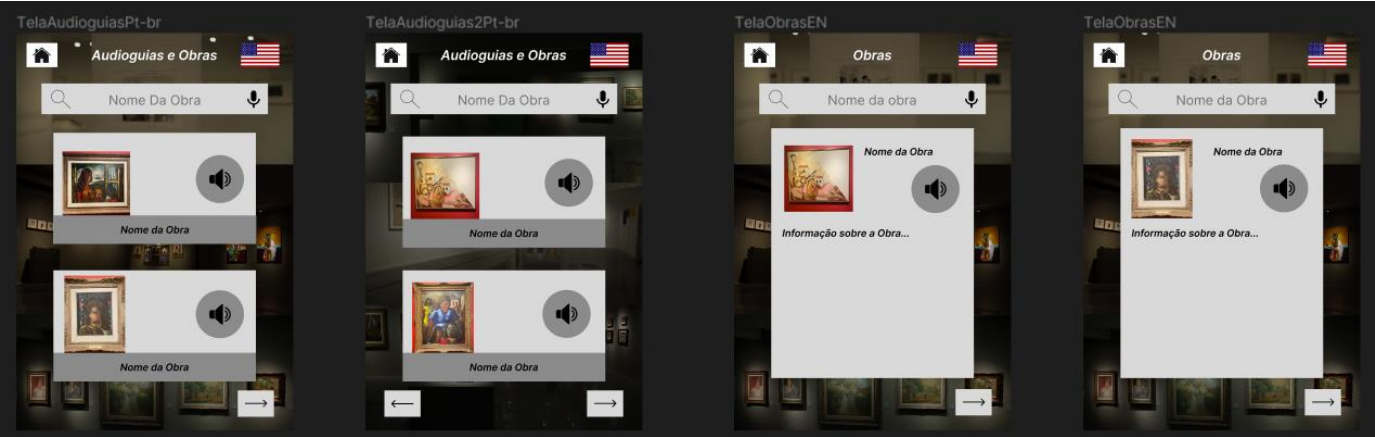 TelaAudioguiasPt-br
Audioguias e Obras
Nome Da Obra
Nome da Obra
Nome da Obra
TelaAudioguias2Pt-br
Audioguias e Obras
Nome Da Obra
Nome da Obra
Nome da Obra
TelaObrasEN
Obras
Nome da obra
Nome da Obra
Informação sobre a Obra...
TelaObrasEN
Obras
Nome da Obra
Nome da Obra
Informação sobre a Obra...